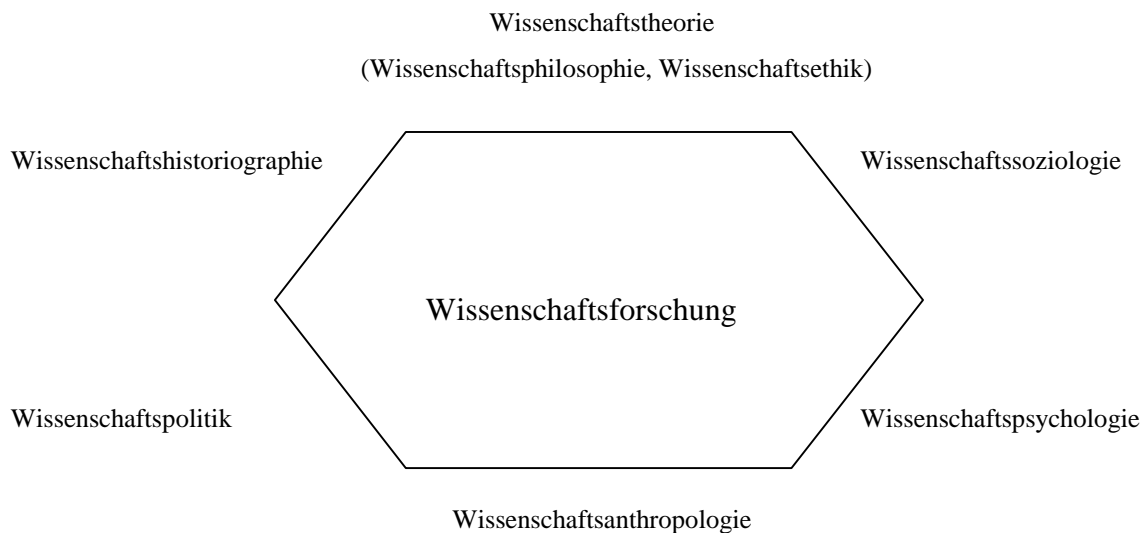 Wissenschaftstheorie
(Wissenschaftsphilosophie, Wissenschaftsethik)
Wissenschaftshistoriographie
Wissenschaftssoziologie
Wissenschaftsforschung
Wissenschaftspolitik
Wissenschaftspsychologie
Wissenschaftsanthropologie